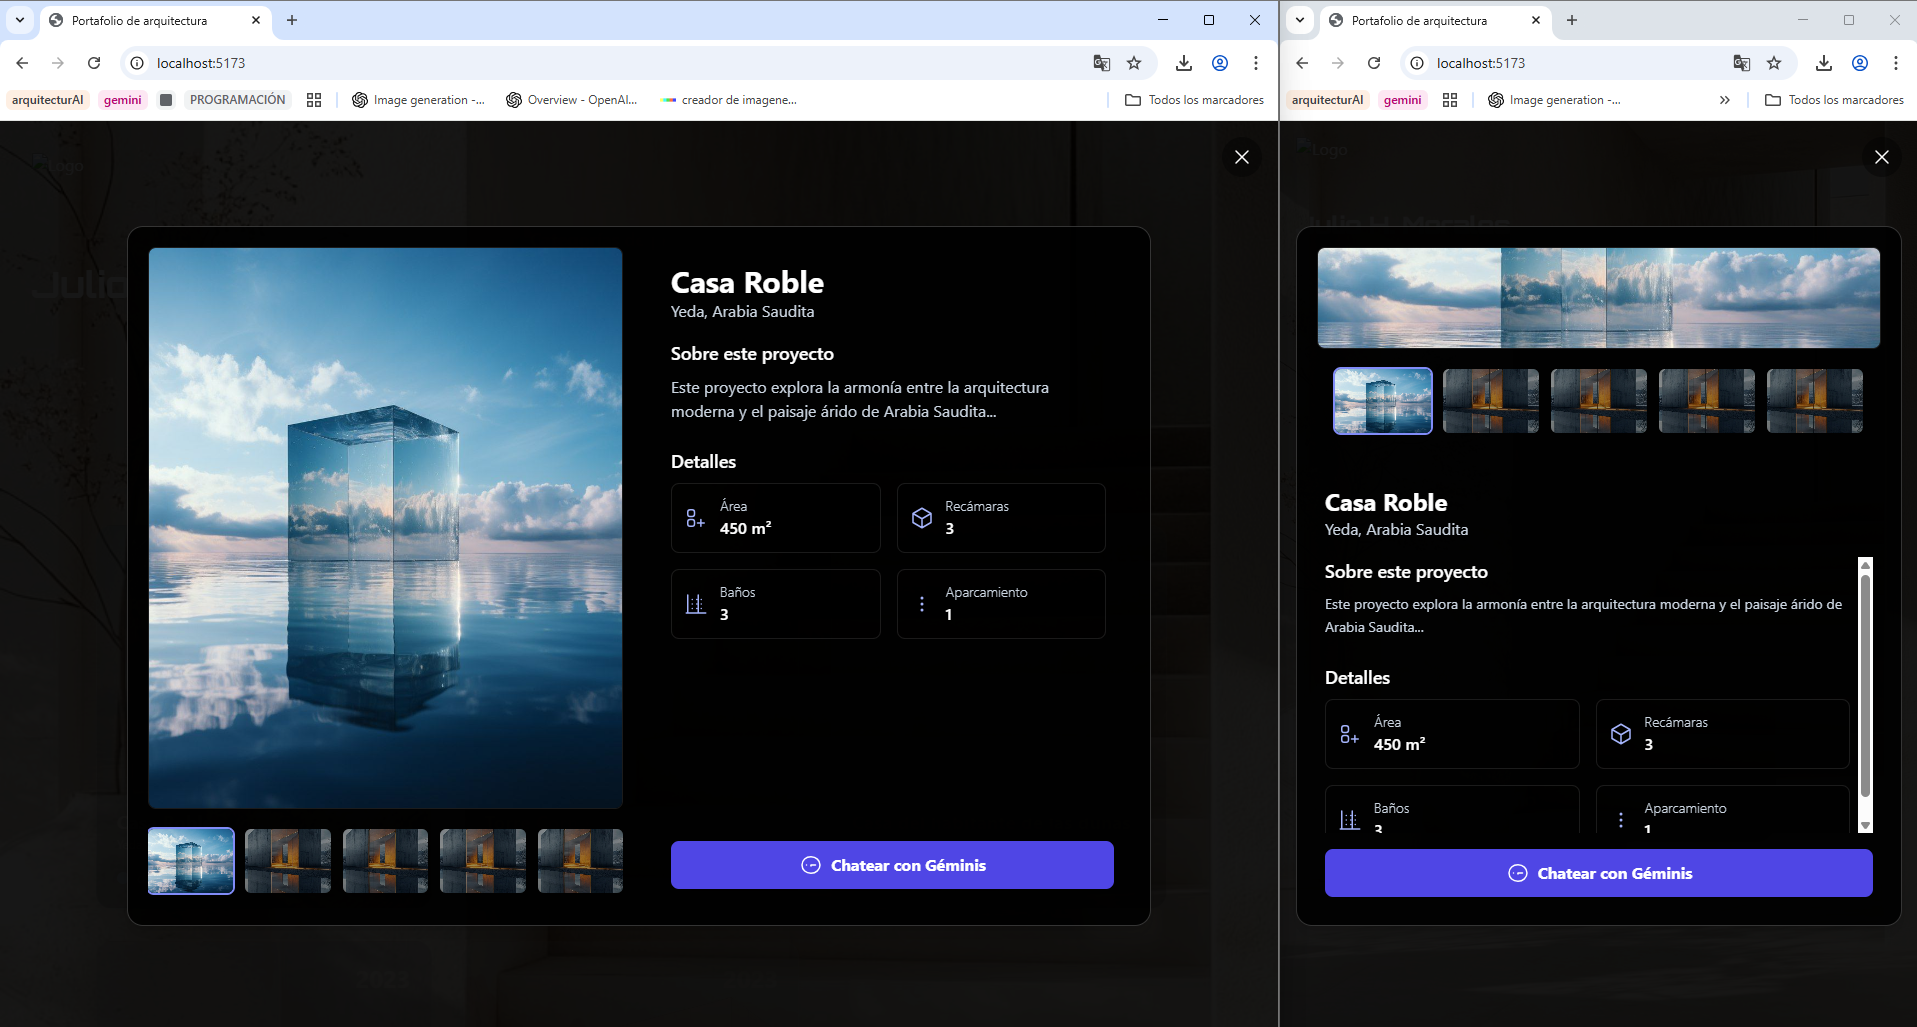 Portafolio de arquitectura
localhost:5173
arquitecturAI
gemini
PROGRAMACIÓN
Image generation -...
Overview - OpenAI...
creador de imagene...
Todos los marcadores
Logo
Julio
Casa Roble
Yeda, Arabia Saudita
Sobre este proyecto
Este proyecto explora la armonía entre la arquitectura
moderna y el paisaje árido de Arabia Saudita...
Detalles
Área
450 m²
Recámaras
3
Baños
3
Aparcamiento
1
Chatear con Géminis
Portafolio de arquitectura
localhost:5173
arquitecturAI
gemini
Image generation -...
Todos los marcadores
Logo
Casa Roble
Yeda, Arabia Saudita
Sobre este proyecto
Este proyecto explora la armonía entre la arquitectura moderna y el paisaje árido de
Arabia Saudita...
Detalles
Área
450 m²
Recámaras
3
Baños
3
Aparcamiento
1
Chatear con Géminis